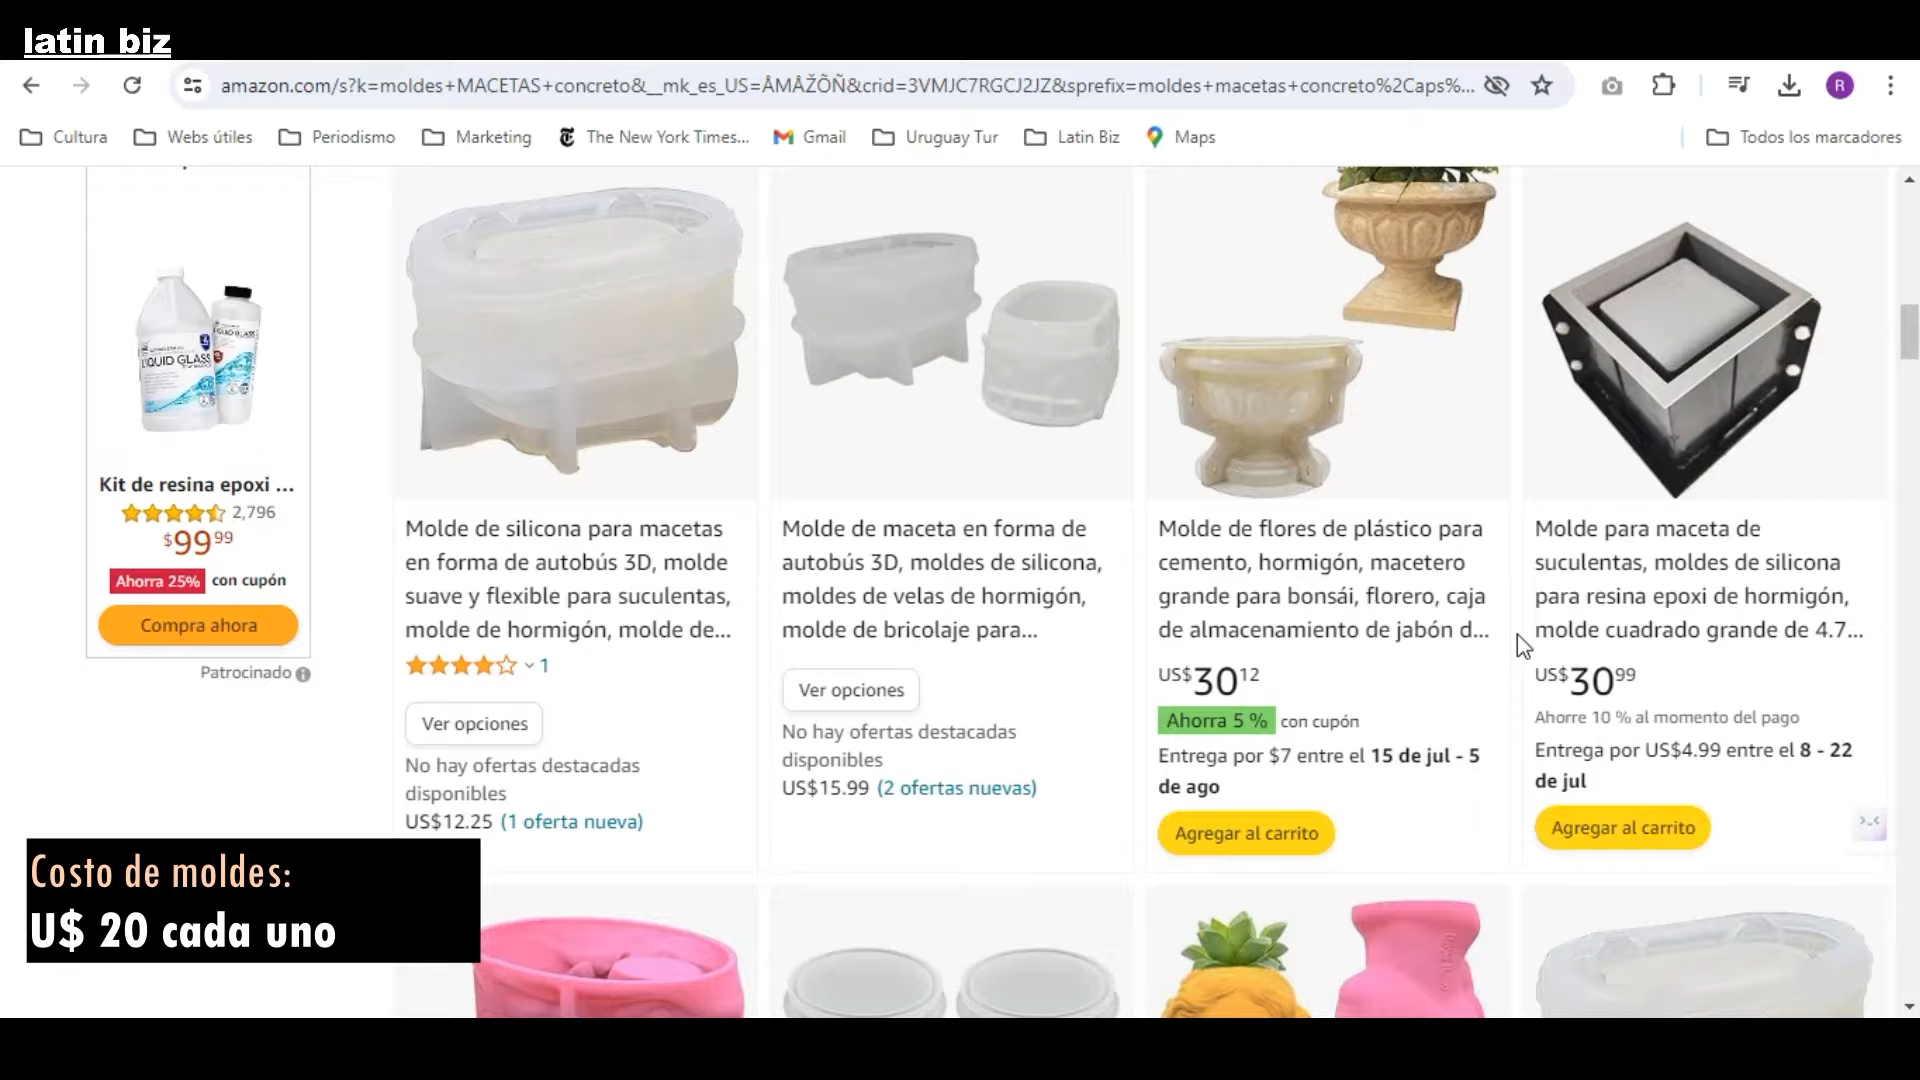 latin biz
amazon.com/s?k=moldes+MACETAS+concreto&__mk_es_US=ÅMÅŽÕÑ&crid=3VMJC7RGCJ2JZ&sprefix=moldes+macetas+concreto%2Caps%...
R
Cultura
Webs útiles
Periodismo
Marketing
The New York Times...
Gmail
Uruguay Tur
Latin Biz
Maps
Todos los marcadores
LIQUID GLASS
Kit de resina epoxi ...
2,796
$99 99
Ahorra 25% con cupón
Compra ahora
Patrocinado
Molde de silicona para macetas
en forma de autobús 3D, molde
suave y flexible para suculentas,
molde de hormigón, molde de...
1
Ver opciones
No hay ofertas destacadas
disponibles
US$12.25 (1 oferta nueva)
Molde de maceta en forma de
autobús 3D, moldes de silicona,
moldes de velas de hormigón,
molde de bricolaje para...
Ver opciones
No hay ofertas destacadas
disponibles
US$15.99 (2 ofertas nuevas)
Molde de flores de plástico para
cemento, hormigón, macetero
grande para bonsái, florero, caja
de almacenamiento de jabón d...
US$30 12
Ahorra 5 % con cupón
Entrega por $7 entre el 15 de jul - 5
de ago
Agregar al carrito
Molde para maceta de
suculentas, moldes de silicona
para resina epoxi de hormigón,
molde cuadrado grande de 4.7...
US$30 99
Ahorre 10 % al momento del pago
Entrega por US$4.99 entre el 8 - 22
de jul
Agregar al carrito
Costo de moldes:
U$ 20 cada uno